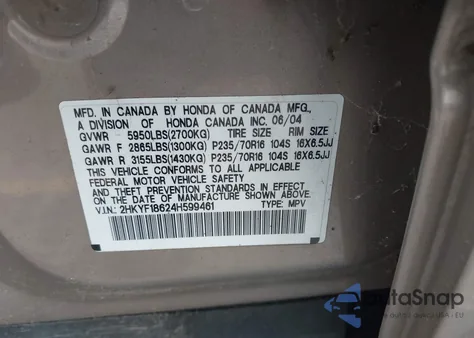 MFD. IN CANADA BY HONDA OF CANADA MFG.,
A DIVISION OF HONDA CANADA INC. 06/04
GVWR 5950LBS(2700KG) TIRE SIZE RIM SIZE
GAWR F 2865LBS(1300KG) P235/70R16 104S 16X6.5JJ
GAWR R 3155LBS(1430KG) P235/70R16 104S 16X6.5JJ
THIS VEHICLE CONFORMS TO ALL APPLICABLE
FEDERAL MOTOR VEHICLE SAFETY
AND THEFT PREVENTION STANDARDS IN EFFECT
ON THE DATE OF MANUFACTURE SHOWN ABOVE.
V.I.N.: 2HKYF18624H599461 TYPE: MPV
autaSnap